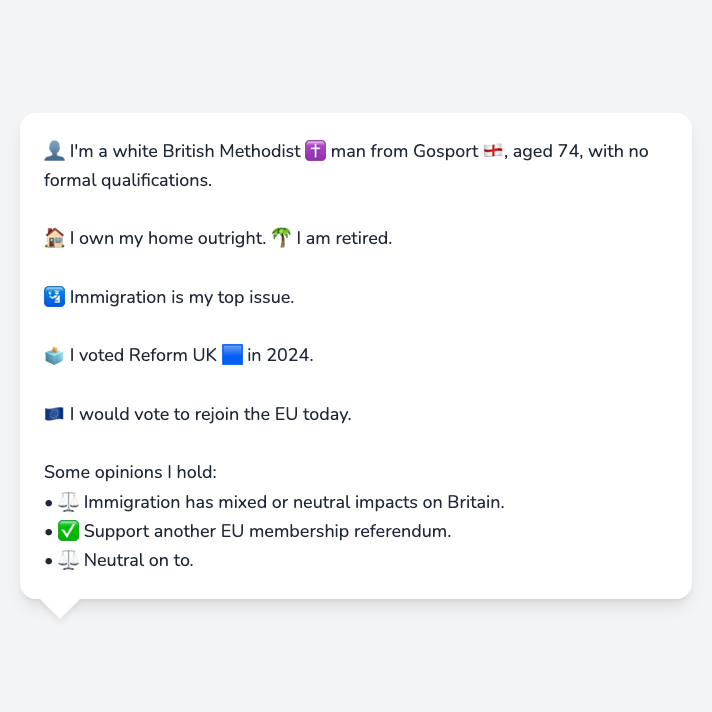 👤 I'm a white British Methodist ✝️ man from Gosport 🏴󠁧󠁢󠁥󠁮󠁧󠁿, aged 74, with no
formal qualifications.
🏠 I own my home outright. 🌴 I am retired.
🛂 Immigration is my top issue.
🗳️ I voted Reform UK 🟦 in 2024.
🇪🇺 I would vote to rejoin the EU today.
Some opinions I hold:
• ⚖️ Immigration has mixed or neutral impacts on Britain.
• ✅ Support another EU membership referendum.
• ⚖️ Neutral on to.